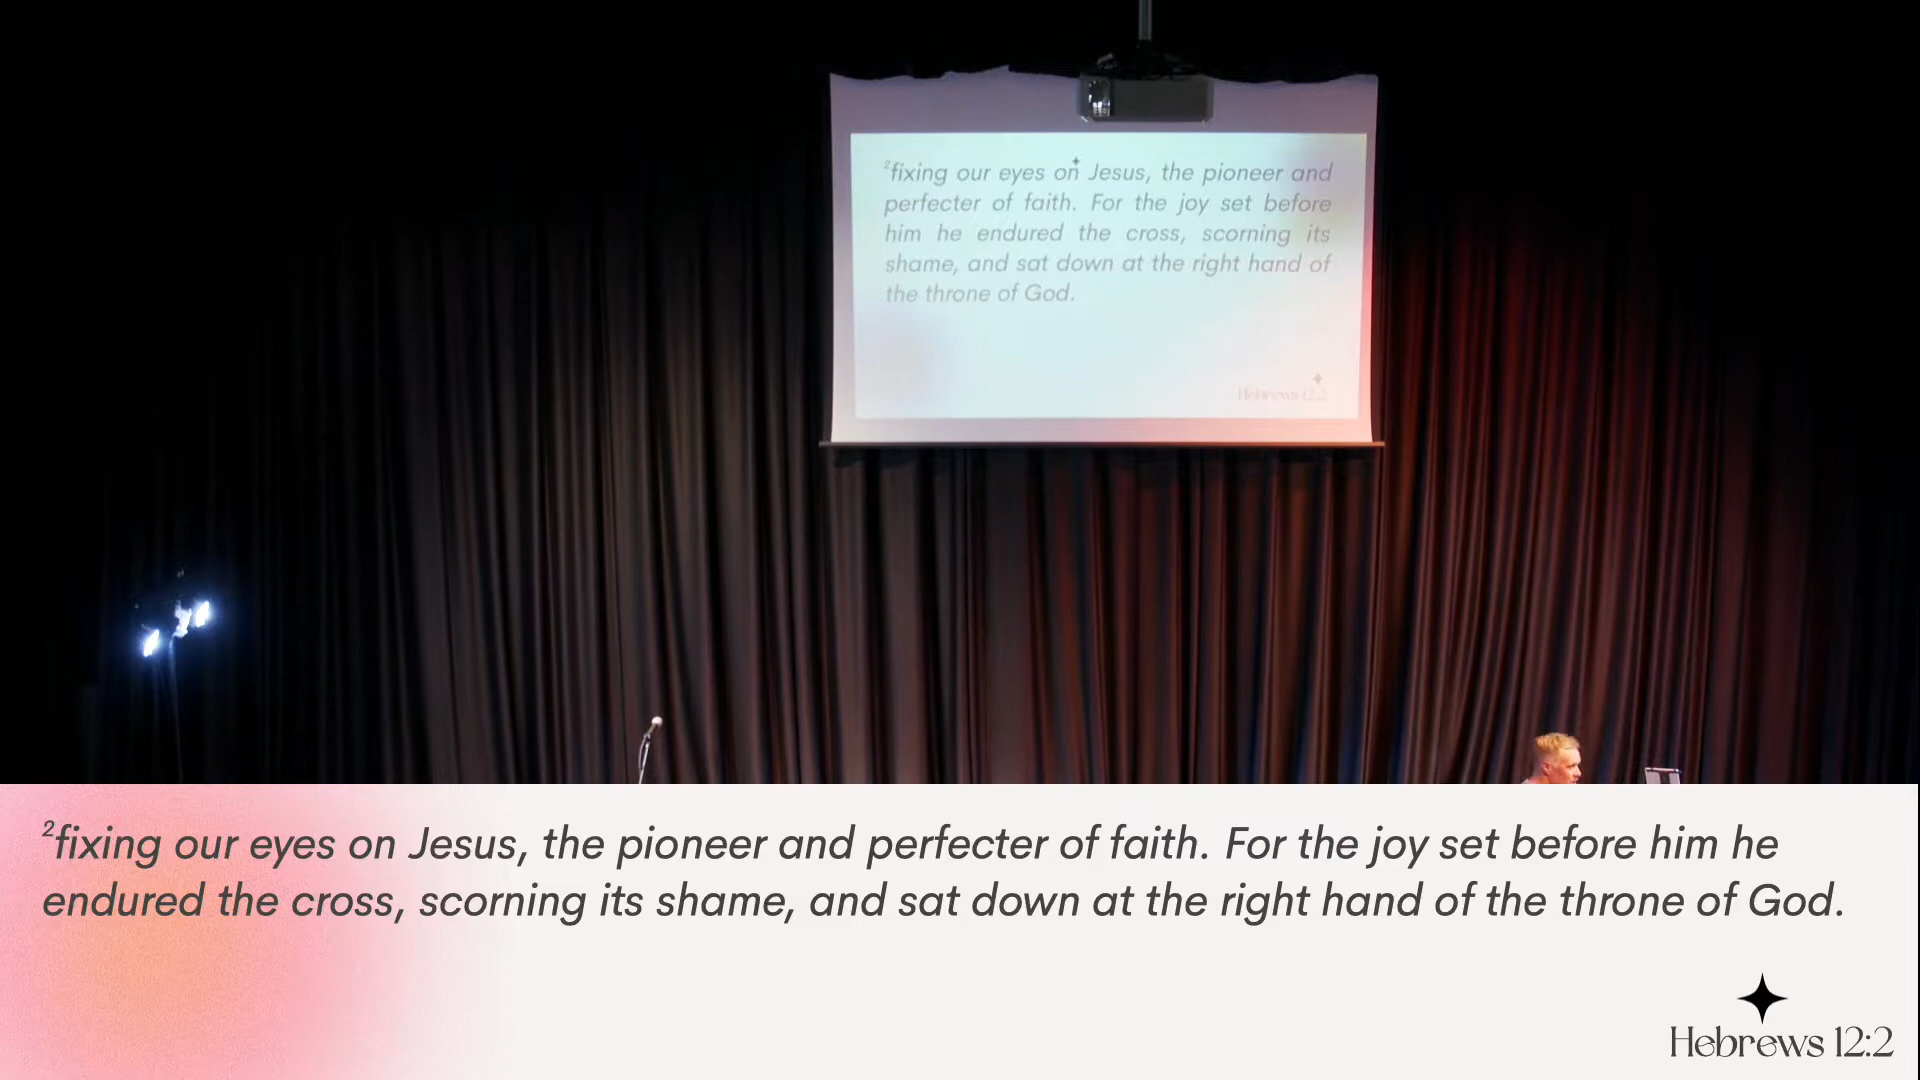 ²fixing our eyes on Jesus, the pioneer and
perfecter of faith. For the joy set before
him he endured the cross, scorning its
shame, and sat down at the right hand of
the throne of God.
Hebrews 12:2
²fixing our eyes on Jesus, the pioneer and perfecter of faith. For the joy set before him he
endured the cross, scorning its shame, and sat down at the right hand of the throne of God.
Hebrews 12:2